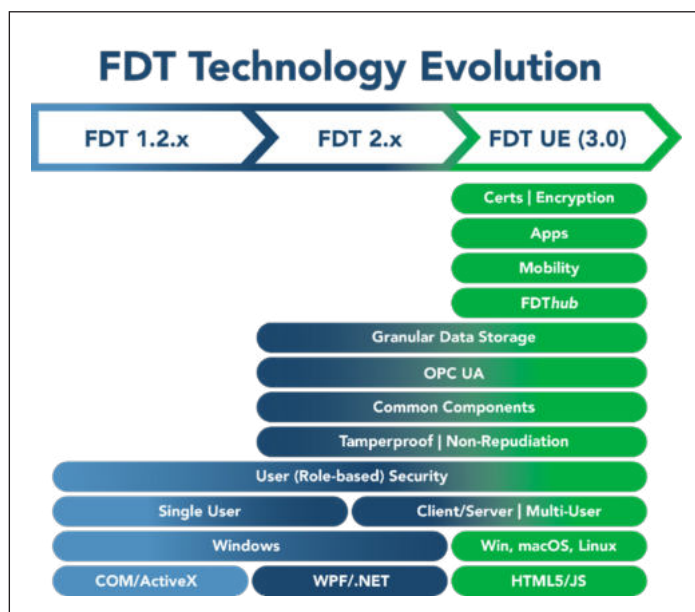 FDT Technology Evolution
FDT 1.2.x FDT 2.x FDT UE (3.0)
Certs | Encryption
Apps
Mobility
FDThub
Granular Data Storage
OPC UA
Common Components
Tamperproof | Non-Repudiation
User (Role-based) Security
Single User Client/Server | Multi-User
Windows Win, macOS, Linux
COM/ActiveX WPF/.NET HTML5/JS